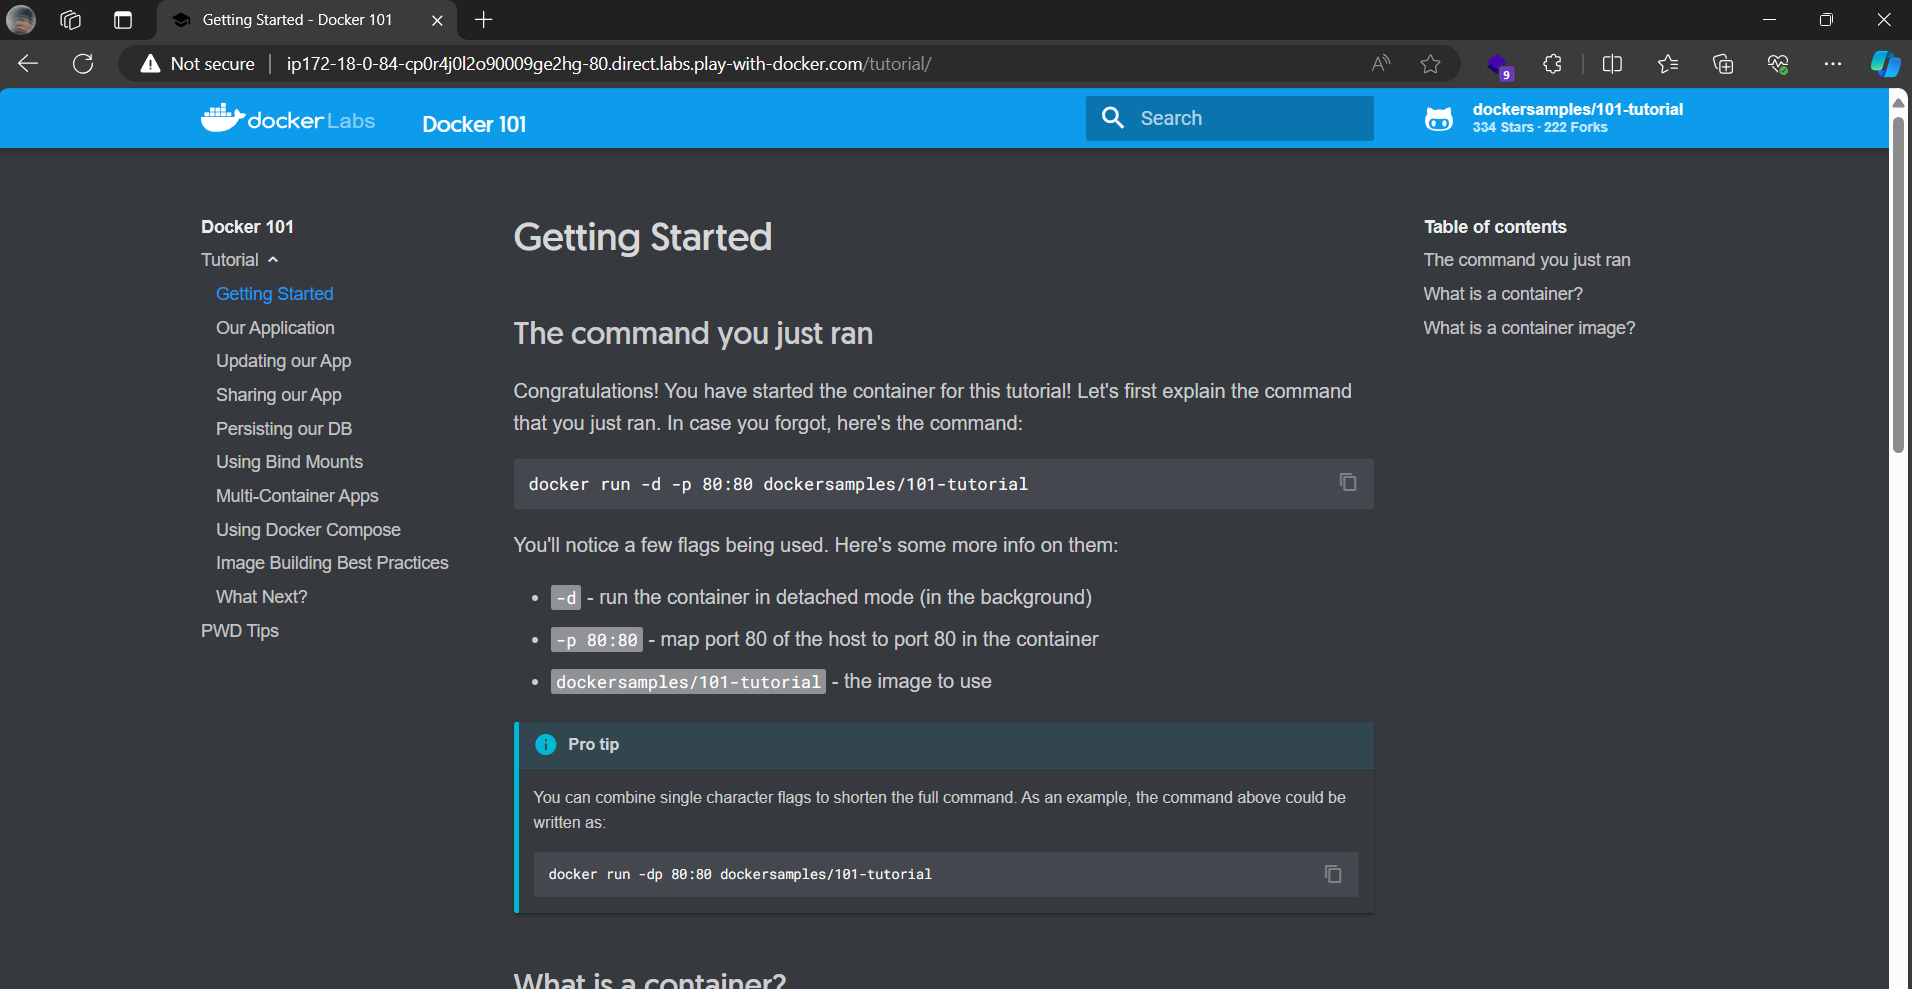 Getting Started - Docker 101
Not secure
ip172-18-0-84-cp0r4j0l2o90009ge2hg-80.direct.labs.play-with-docker.com/tutorial/
9
docker Labs
Docker 101
Search
dockersamples/101-tutorial
334 Stars · 222 Forks
Docker 101
Tutorial
Getting Started
Our Application
Updating our App
Sharing our App
Persisting our DB
Using Bind Mounts
Multi-Container Apps
Using Docker Compose
Image Building Best Practices
What Next?
PWD Tips
Getting Started
The command you just ran
Congratulations! You have started the container for this tutorial! Let's first explain the command
that you just ran. In case you forgot, here's the command:
docker run -d -p 80:80 dockersamples/101-tutorial
You'll notice a few flags being used. Here's some more info on them:
• -d - run the container in detached mode (in the background)
• -p 80:80 - map port 80 of the host to port 80 in the container
• dockersamples/101-tutorial - the image to use
Pro tip
You can combine single character flags to shorten the full command. As an example, the command above could be
written as:
docker run -dp 80:80 dockersamples/101-tutorial
What is a container?
Table of contents
The command you just ran
What is a container?
What is a container image?